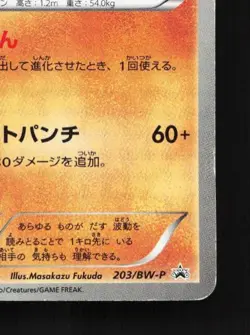 ン 高さ：1.2m 重さ：54.0kg
ん
出して進化させたとき、1回使える。
トパンチ 60+
0ダメージを追加。
あらゆる ものが だす 波動を
読みとることで 1キロ先に いる
相手の 気持ちも 理解できる。
Illus.Masakazu Fukuda 203/BW-P
o/Creatures/GAME FREAK.